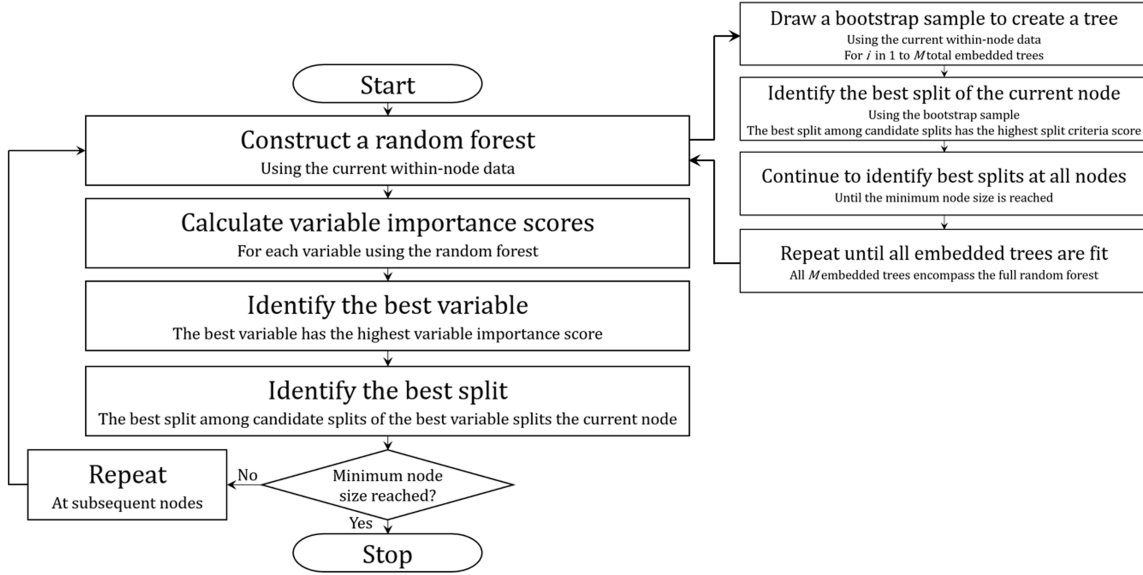 Start
Construct a random forest
Using the current within-node data
Calculate variable importance scores
For each variable using the random forest
Identify the best variable
The best variable has the highest variable importance score
Identify the best split
The best split among candidate splits of the best variable splits the current node
Minimum node
size reached?
No
Repeat
At subsequent nodes
Yes
Stop
Draw a bootstrap sample to create a tree
Using the current within-node data
For i in 1 to M total embedded trees
Identify the best split of the current node
Using the bootstrap sample
The best split among candidate splits has the highest split criteria score
Continue to identify best splits at all nodes
Until the minimum node size is reached
Repeat until all embedded trees are fit
All M embedded trees encompass the full random forest